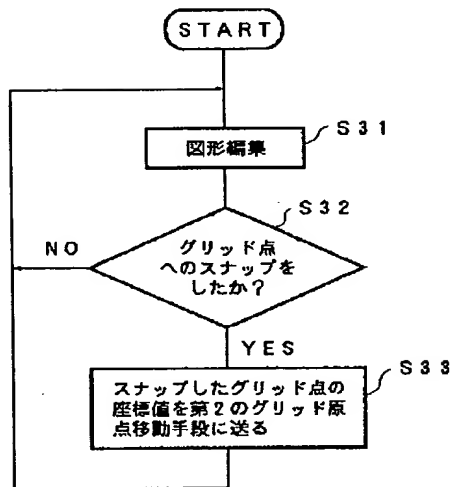 START
S31
図形編集
S32
NO
グリッド点
へのスナップを
したか?
YES
S33
スナップしたグリッド点の
座標値を第2のグリッド原
点移動手段に送る